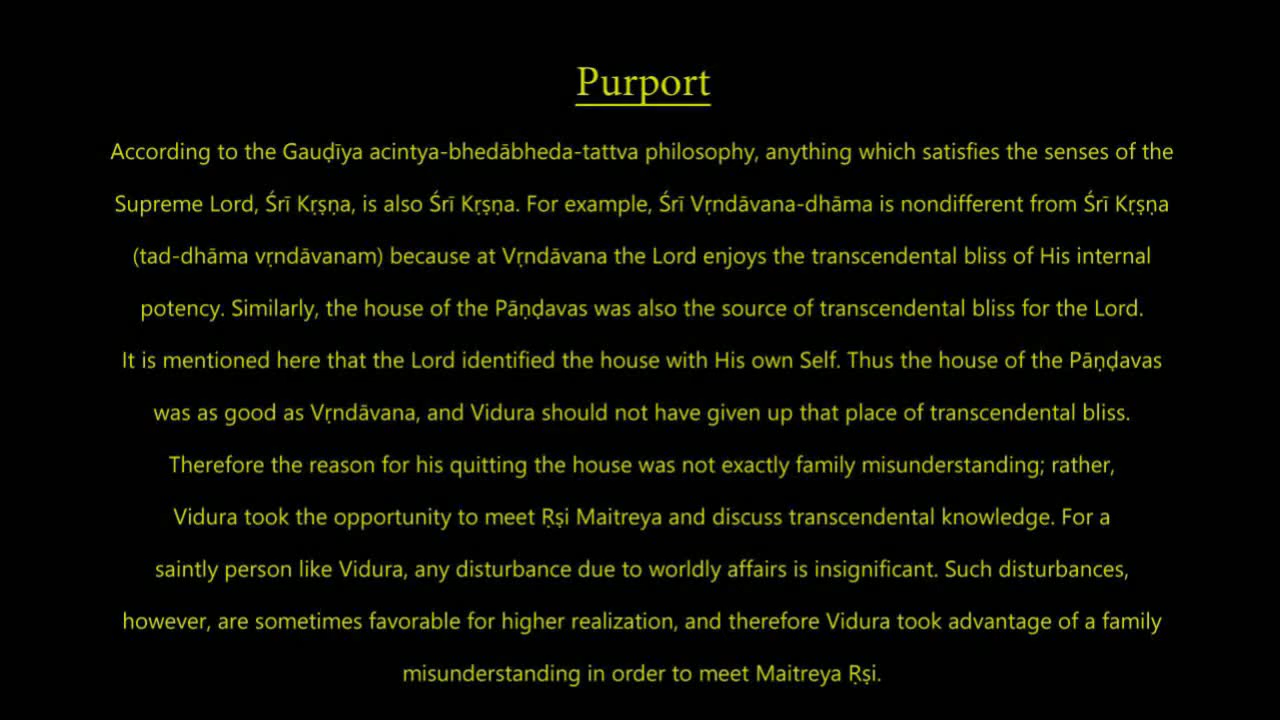 Purport
According to the Gauḍīya acintya-bhedābheda-tattva philosophy, anything which satisfies the senses of the
Supreme Lord, Śrī Kṛṣṇa, is also Śrī Kṛṣṇa. For example, Śrī Vṛndāvana-dhāma is nondifferent from Śrī Kṛṣṇa
(tad-dhāma vṛndāvanam) because at Vṛndāvana the Lord enjoys the transcendental bliss of His internal
potency. Similarly, the house of the Pāṇḍavas was also the source of transcendental bliss for the Lord.
It is mentioned here that the Lord identified the house with His own Self. Thus the house of the Pāṇḍavas
was as good as Vṛndāvana, and Vidura should not have given up that place of transcendental bliss.
Therefore the reason for his quitting the house was not exactly family misunderstanding; rather,
Vidura took the opportunity to meet Ṛṣi Maitreya and discuss transcendental knowledge. For a
saintly person like Vidura, any disturbance due to worldly affairs is insignificant. Such disturbances,
however, are sometimes favorable for higher realization, and therefore Vidura took advantage of a family
misunderstanding in order to meet Maitreya Ṛṣi.